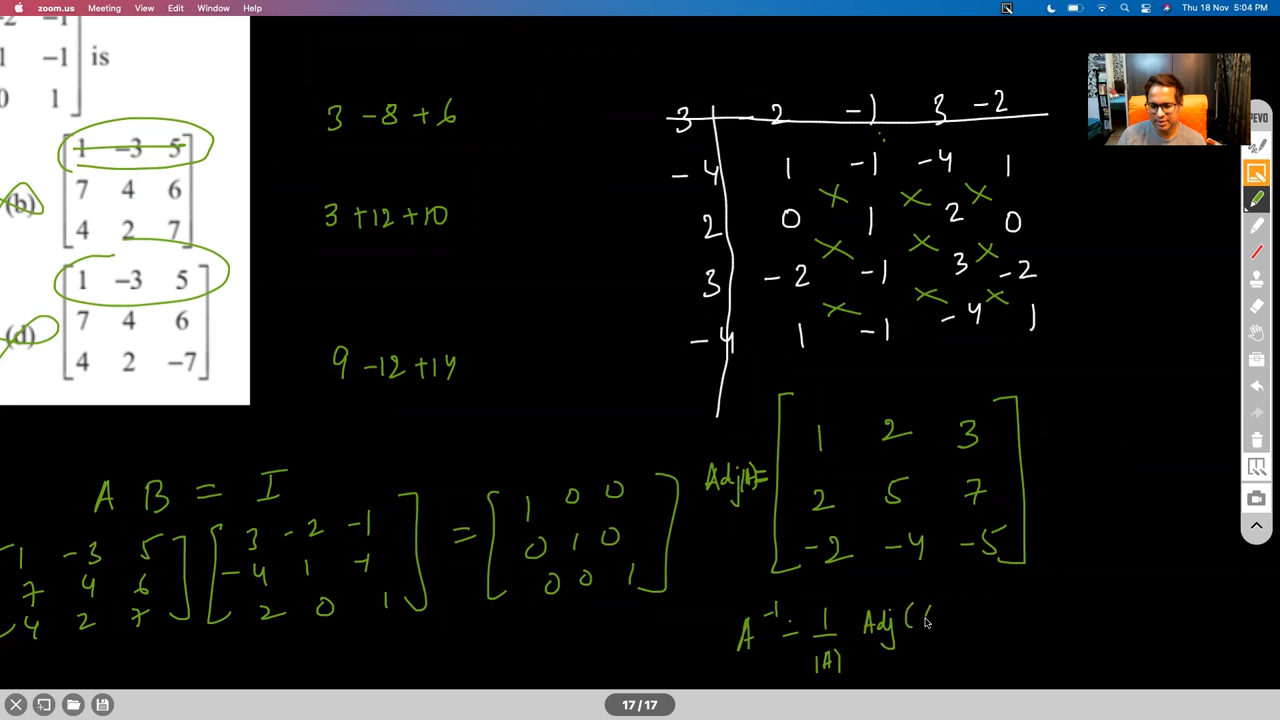 zoom.us Meeting View Edit Window Help Thu 18 Nov 5:04 PM
-2 -1
1 -1 is
0 1
(b)
1 -3 5
7 4 6
4 2 7
(d)
1 -3 5
7 4 6
4 2 -7
3 -8 +6
3 +12 +10
9 -12 +14
3 2 -1 3 -2
-4 1 -1 -4 1
2 0 1 2 0
3 -2 -1 3 -2
-4 1 -1 -4 1
A B = I
1 -3 5 3 -2 -1 = 1 0 0
7 4 6 -4 1 -1 0 1 0
4 2 7 2 0 1 0 0 1
Adj(A)=
1 2 3
2 5 7
-2 -4 -5
A⁻¹ = 1/|A| Adj (
17 / 17